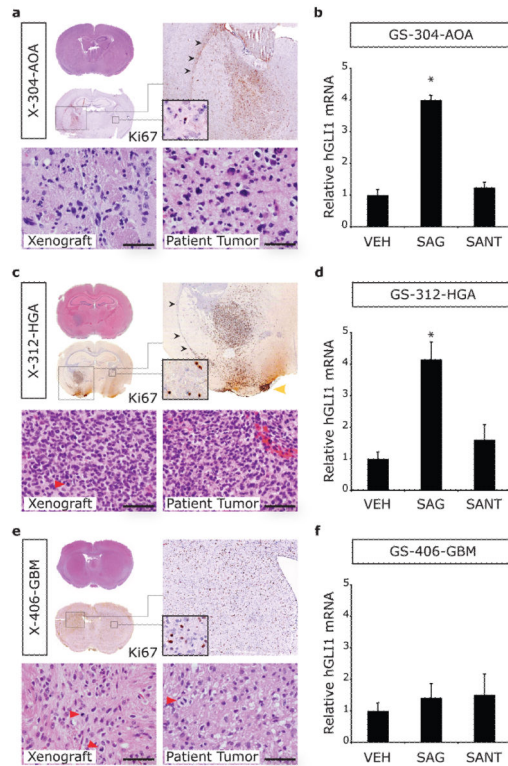 a
X-304-AOA
Ki67
Xenograft
Patient Tumor
b
GS-304-AOA
Relative hGLI1 mRNA
5
4
3
2
1
0
*
VEH SAG SANT
c
X-312-HGA
Ki67
Xenograft
Patient Tumor
d
GS-312-HGA
Relative hGLI1 mRNA
5
4
3
2
1
0
*
VEH SAG SANT
e
X-406-GBM
Ki67
Xenograft
Patient Tumor
f
GS-406-GBM
Relative hGLI1 mRNA
5
4
3
2
1
0
VEH SAG SANT